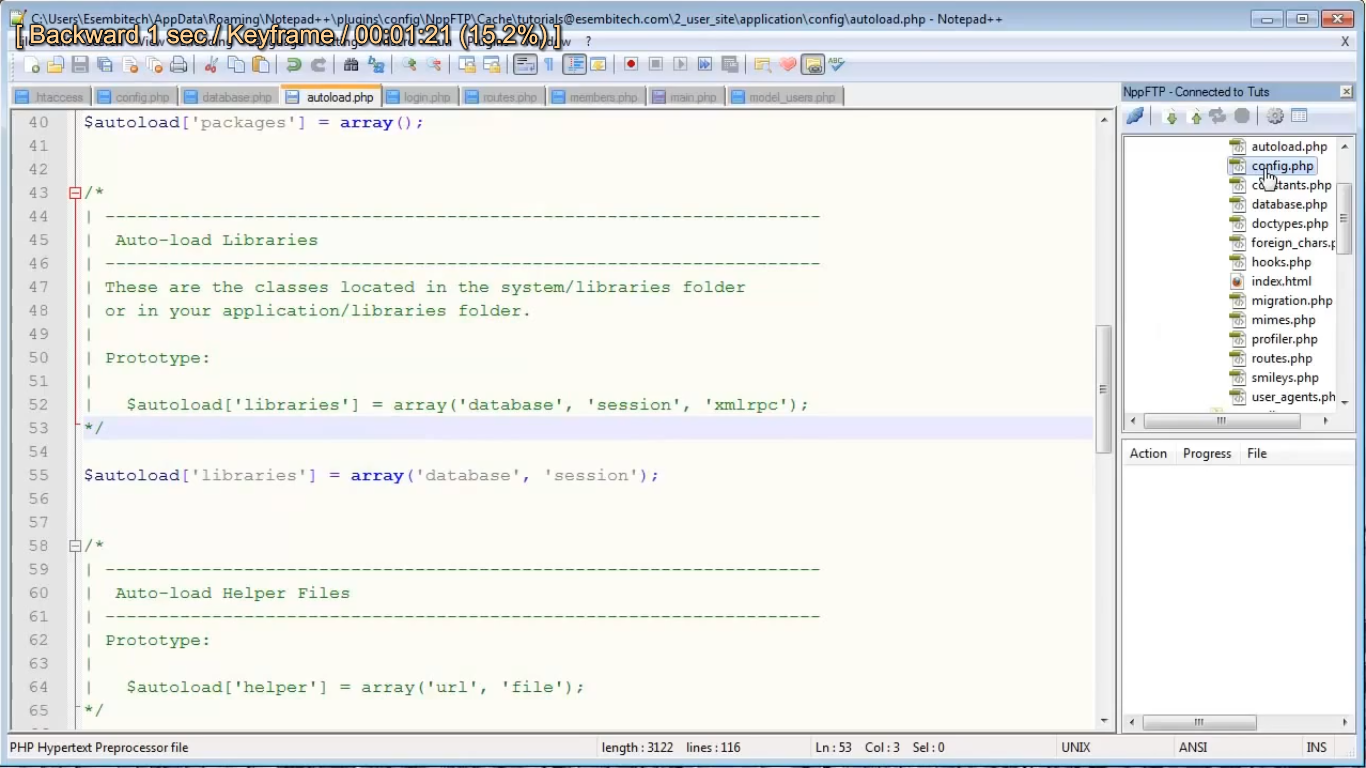 C:\Users\Esembitech\AppData\Roaming\Notepad++\plugins\config\NppFTP\Cache\tutorials@esembitech.com\2_user_site\application\config\autoload.php - Notepad++
[ Backward 1 sec / Keyframe / 00:01:21 (15.2%) ]
? X
.htaccess config.php database.php autoload.php login.php routes.php members.php main.php model_users.php
40 $autoload['packages'] = array();
41
42
43 /*
44 | -------------------------------------------------------------------
45 | Auto-load Libraries
46 | -------------------------------------------------------------------
47 | These are the classes located in the system/libraries folder
48 | or in your application/libraries folder.
49 |
50 | Prototype:
51 |
52 | $autoload['libraries'] = array('database', 'session', 'xmlrpc');
53 */
54
55 $autoload['libraries'] = array('database', 'session');
56
57
58 /*
59 | -------------------------------------------------------------------
60 | Auto-load Helper Files
61 | -------------------------------------------------------------------
62 | Prototype:
63 |
64 | $autoload['helper'] = array('url', 'file');
65 */
NppFTP - Connected to Tuts
autoload.php
config.php
constants.php
database.php
doctypes.php
foreign_chars.p
hooks.php
index.html
migration.php
mimes.php
profiler.php
routes.php
smileys.php
user_agents.ph
Action Progress File
PHP Hypertext Preprocessor file length : 3122 lines : 116 Ln : 53 Col : 3 Sel : 0 UNIX ANSI INS